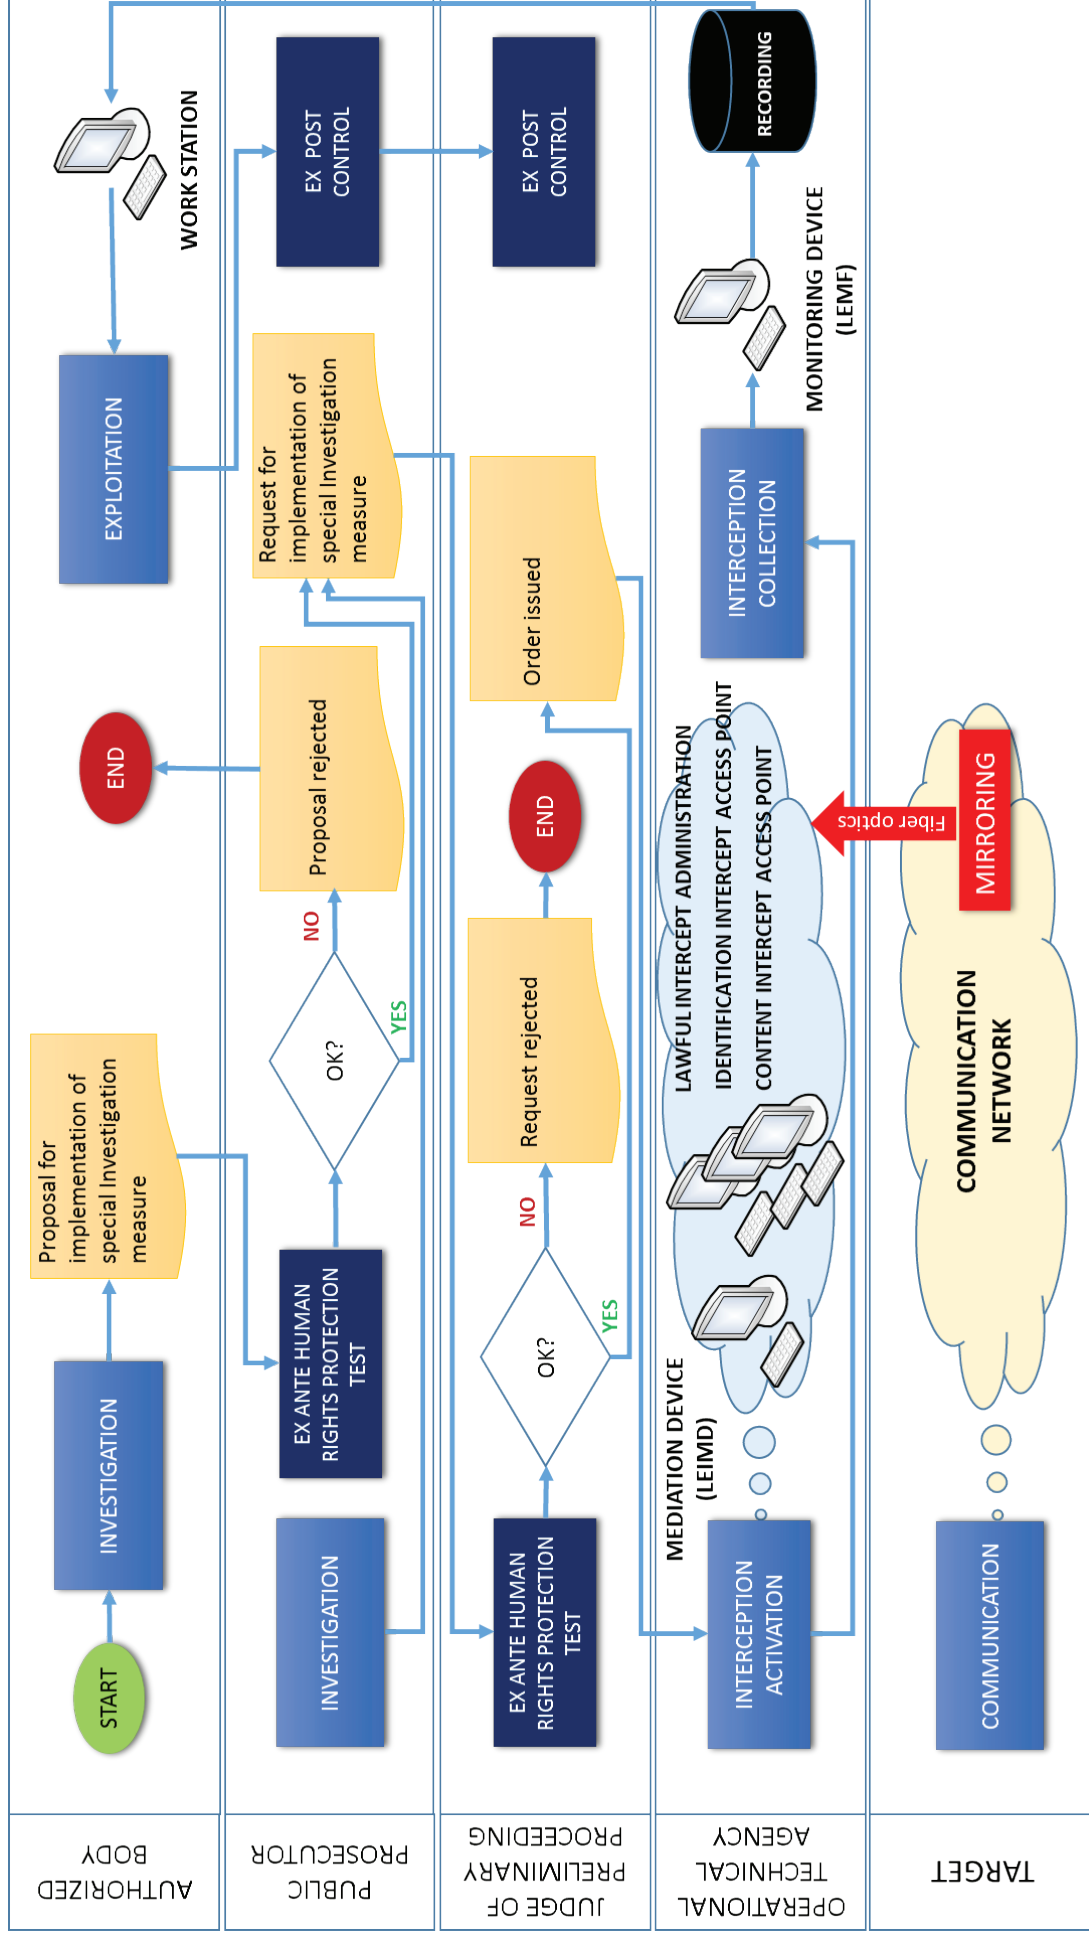 AUTHORIZED
BODY
START
INVESTIGATION
Proposal for
implementation of
special Investigation
measure
END
EXPLOITATION
WORK STATION
PUBLIC
PROSECUTOR
INVESTIGATION
EX ANTE HUMAN
RIGHTS PROTECTION
TEST
OK?
NO
YES
Proposal rejected
Request for
implementation of
special Investigation
measure
EX POST
CONTROL
JUDGE OF
PRELIMINARY
PROCEEDING
EX ANTE HUMAN
RIGHTS PROTECTION
TEST
OK?
NO
YES
Request rejected
END
Order issued
EX POST
CONTROL
OPERATIONAL
TECHNICAL
AGENCY
INTERCEPTION
ACTIVATION
MEDIATION DEVICE
(LEIMD)
LAWFUL INTERCEPT ADMINISTRATION
IDENTIFICATION INTERCEPT ACCESS POINT
CONTENT INTERCEPT ACCESS POINT
INTERCEPTION
COLLECTION
MONITORING DEVICE
(LEMF)
RECORDING
TARGET
COMMUNICATION
COMMUNICATION
NETWORK
Fiber optics
MIRRORING